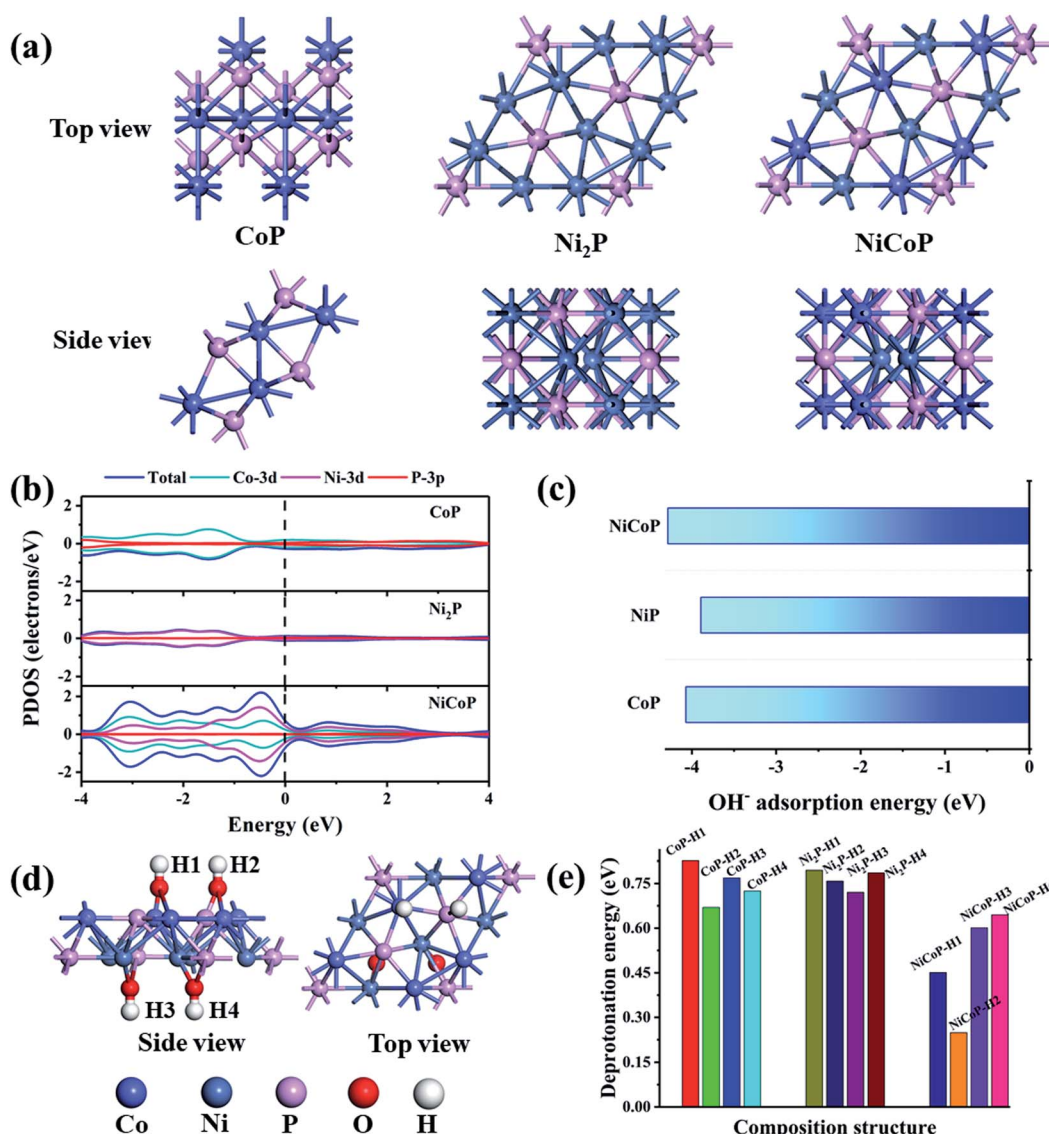 (a)
Top view
CoP
Ni₂P
NiCoP
Side view
(b)
Total
Co-3d
Ni-3d
P-3p
CoP
Ni₂P
NiCoP
2
0
-2
2
0
-2
2
0
-2
PDOS (electrons/eV)
-4
-2
0
2
4
Energy (eV)
(c)
NiCoP
NiP
CoP
-4
-3
-2
-1
0
OH⁻ adsorption energy (eV)
(d)
H1
H2
H3
H4
Side view
Top view
Co
Ni
P
O
H
(e)
Deprotonation energy (eV)
0.75
0.60
0.45
0.30
0.15
0.00
CoP-H1
CoP-H2
CoP-H3
CoP-H4
Ni₂P-H1
Ni₂P-H2
Ni₂P-H3
Ni₂P-H4
NiCoP-H1
NiCoP-H2
NiCoP-H3
NiCoP-H
Composition structure